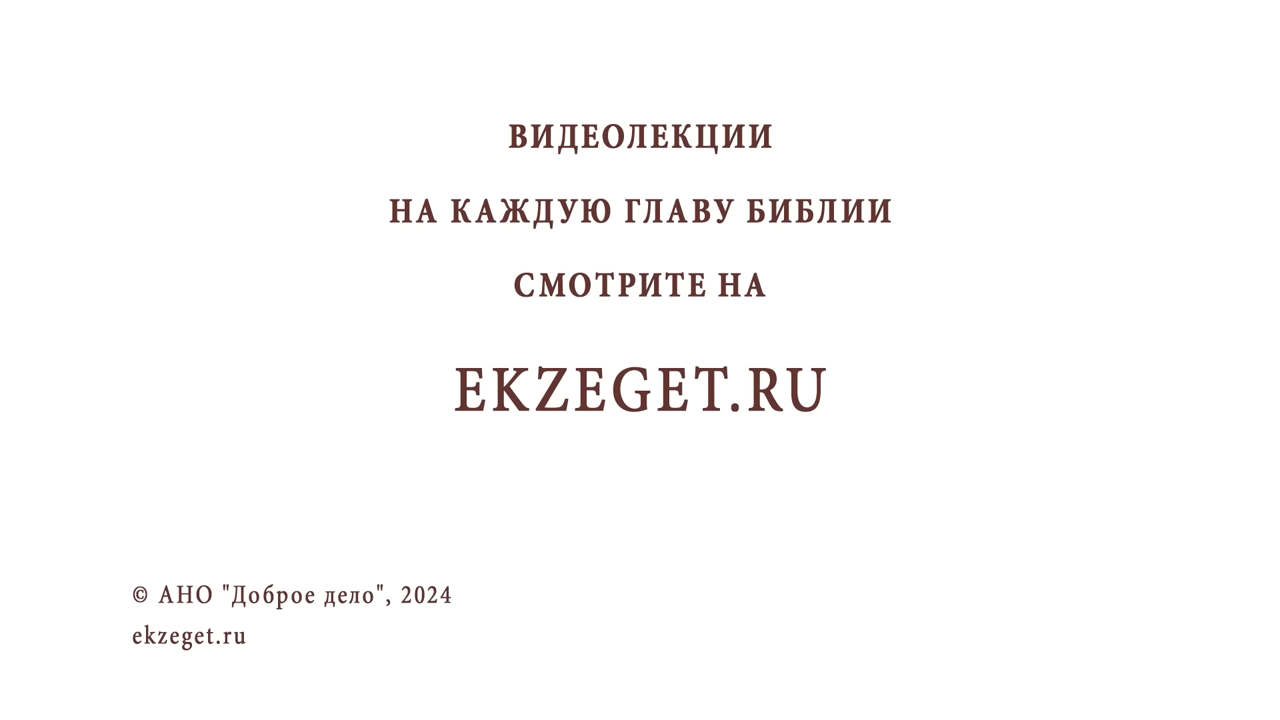 ВИДЕОЛЕКЦИИ
НА КАЖДУЮ ГЛАВУ БИБЛИИ
СМОТРИТЕ НА
EKZEGET.RU
© АНО "Доброе дело", 2024
ekzeget.ru